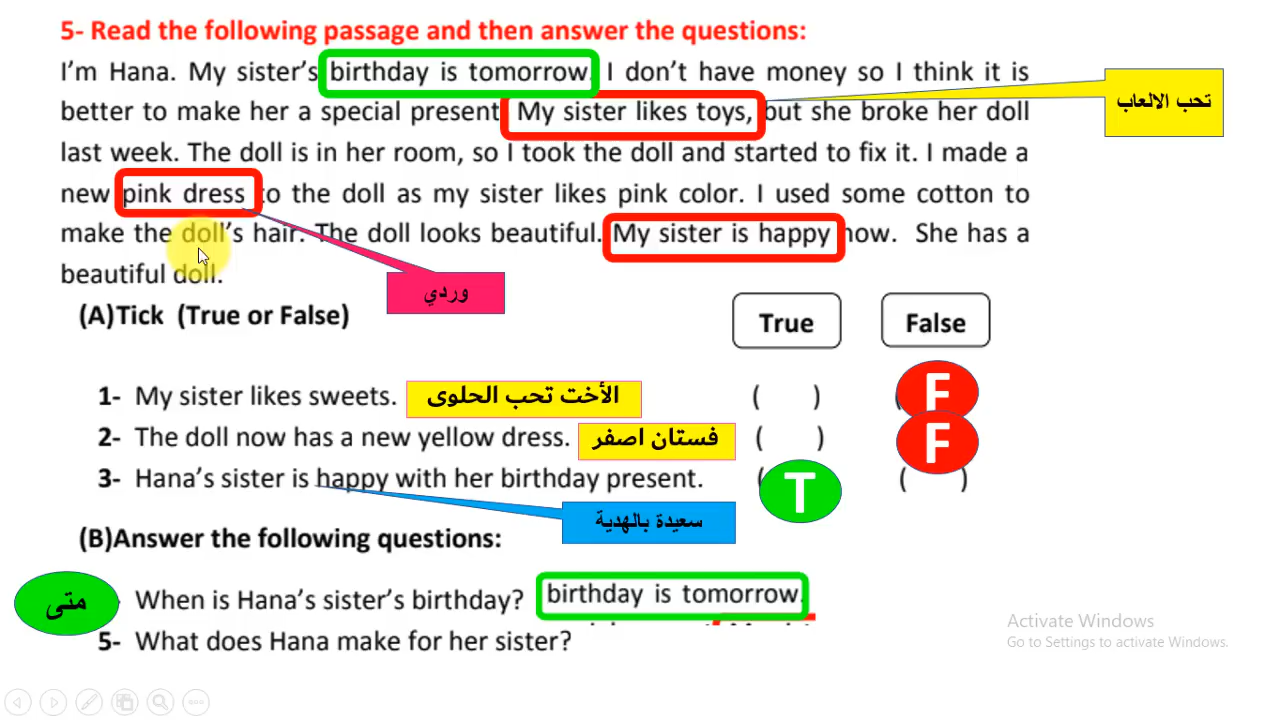 5- Read the following passage and then answer the questions:
I'm Hana. My sister's birthday is tomorrow. I don't have money so I think it is
better to make her a special present. My sister likes toys, but she broke her doll
last week. The doll is in her room, so I took the doll and started to fix it. I made a
new pink dress to the doll as my sister likes pink color. I used some cotton to
make the doll's hair. The doll looks beautiful. My sister is happy now. She has a
beautiful doll.
تحب الالعاب
وردي
(A)Tick (True or False)
True False
1- My sister likes sweets. الأخت تحب الحلوى ( ) ( F
2- The doll now has a new yellow dress. فستان اصفر ( ) F
3- Hana's sister is happy with her birthday present. ( T ( )
سعيدة بالهدية
(B)Answer the following questions:
متى - When is Hana's sister's birthday? birthday is tomorrow.
5- What does Hana make for her sister?
Activate Windows
Go to Settings to activate Windows.